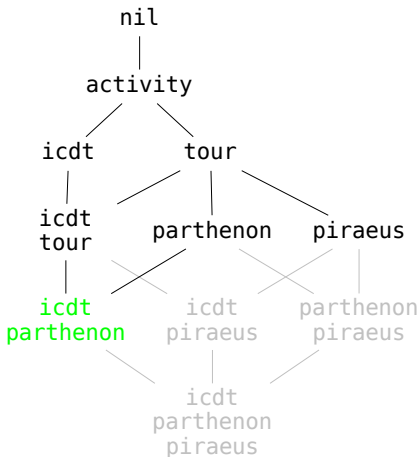 nil
activity
icdt tour
icdt
tour
parthenon piraeus
icdt
parthenon
icdt
piraeus
parthenon
piraeus
icdt
parthenon
piraeus